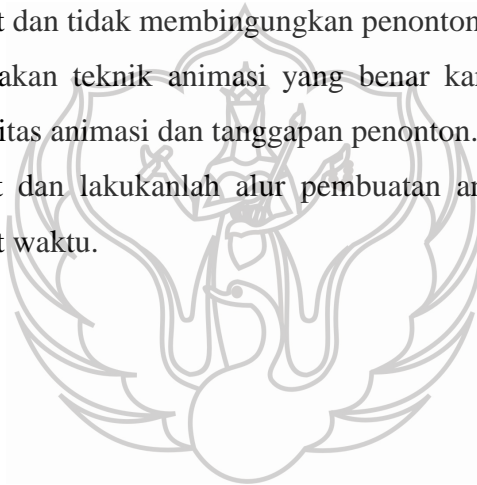 t dan tidak membingungkan penonton
akan teknik animasi yang benar kar
itas animasi dan tanggapan penonton.
t dan lakukanlah alur pembuatan an
t waktu.